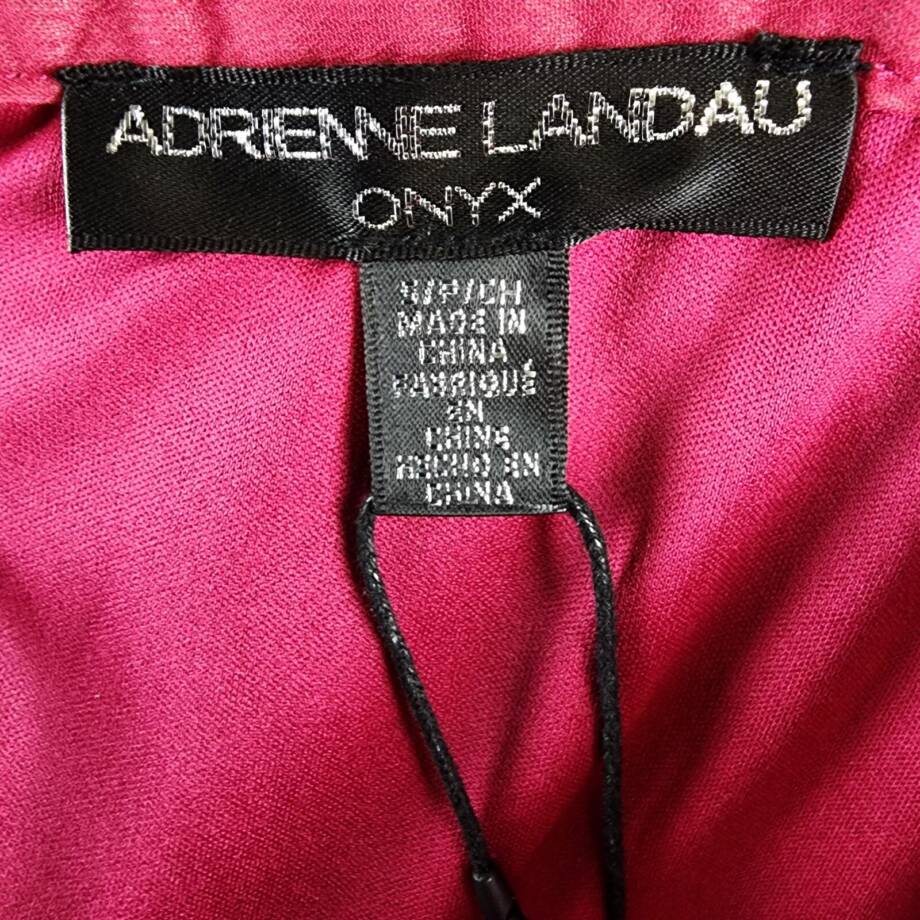 ADRIENNE LANDAU
ONYX
S/P/CH
MADE IN
CHINA
FABRIQUÉ
EN
CHINE
HECHO EN
CHINA